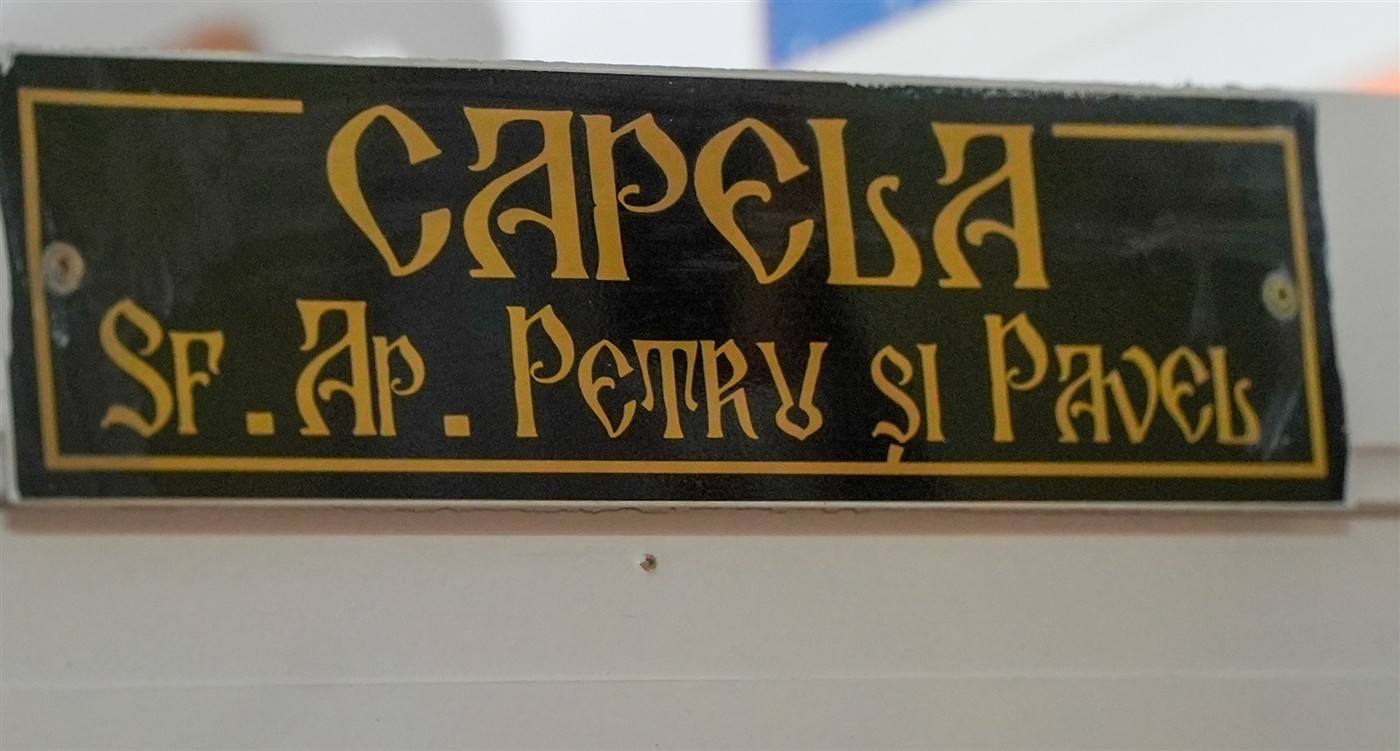 CAPELA
SF. AP. PETRU ȘI PAVEL